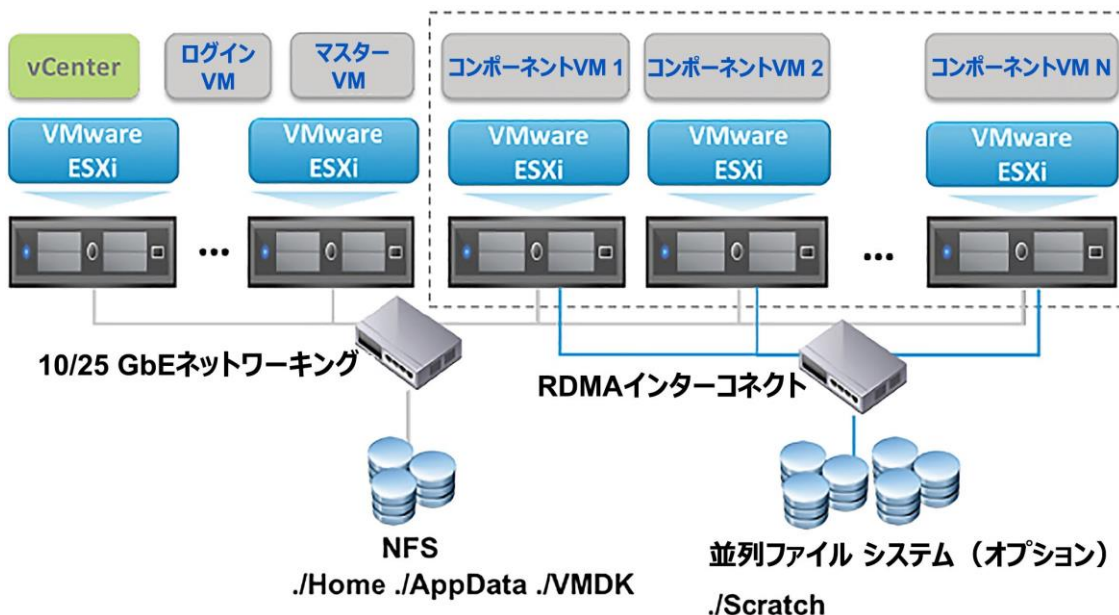 vCenter
ログイン
VM
マスター
VM
コンポーネントVM 1
コンポーネントVM 2
コンポーネントVM N
VMware
ESXi
VMware
ESXi
VMware
ESXi
VMware
ESXi
VMware
ESXi
...
...
10/25 GbEネットワーキング
RDMAインターコネクト
NFS
./Home ./AppData ./VMDK
並列ファイル システム（オプション）
./Scratch